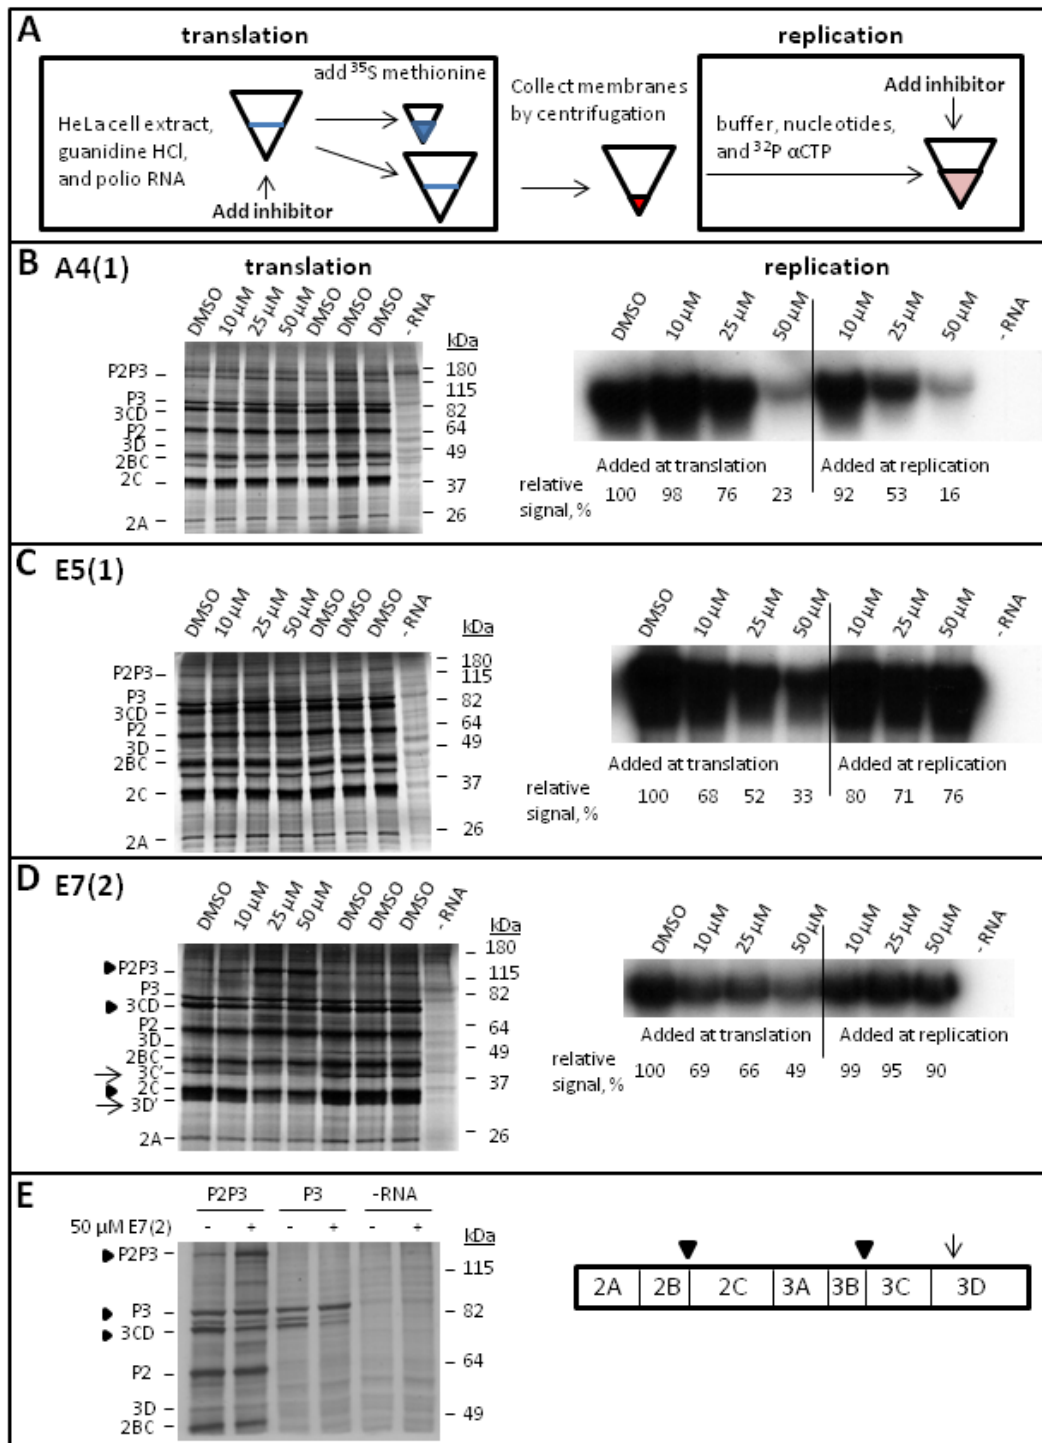 A
translation
replication
HeLa cell extract,
guanidine HCl,
and polio RNA
add ³⁵S methionine
Add inhibitor
Collect membranes
by centrifugation
buffer, nucleotides,
and ³²P αCTP
Add inhibitor
B A4(1)
translation
replication
DMSO 10 µM 25 µM 50 µM DMSO DMSO DMSO - RNA
kDa
P2P3
P3
3CD
P2
3D
2BC
2C
2A
180
115
82
64
49
37
26
DMSO 10 µM 25 µM 50 µM 10 µM 25 µM 50 µM - RNA
Added at translation Added at replication
relative signal, % 100 98 76 23 92 53 16
C E5(1)
DMSO 10 µM 25 µM 50 µM DMSO DMSO DMSO - RNA
kDa
P2P3
P3
3CD
P2
3D
2BC
2C
2A
180
115
82
64
49
37
26
DMSO 10 µM 25 µM 50 µM 10 µM 25 µM 50 µM - RNA
Added at translation Added at replication
relative signal, % 100 68 52 33 80 71 76
D E7(2)
DMSO 10 µM 25 µM 50 µM DMSO DMSO DMSO - RNA
kDa
P2P3
P3
3CD
P2
3D
2BC
3C'
2C
3D'
2A
180
115
82
64
49
37
26
DMSO 10 µM 25 µM 50 µM 10 µM 25 µM 50 µM - RNA
Added at translation Added at replication
relative signal, % 100 69 66 49 99 95 90
E
P2P3 P3 -RNA
50 µM E7(2) - + - + - +
kDa
P2P3
P3
3CD
P2
3D
2BC
115
82
64
49
2A 2B 2C 3A 3B 3C 3D